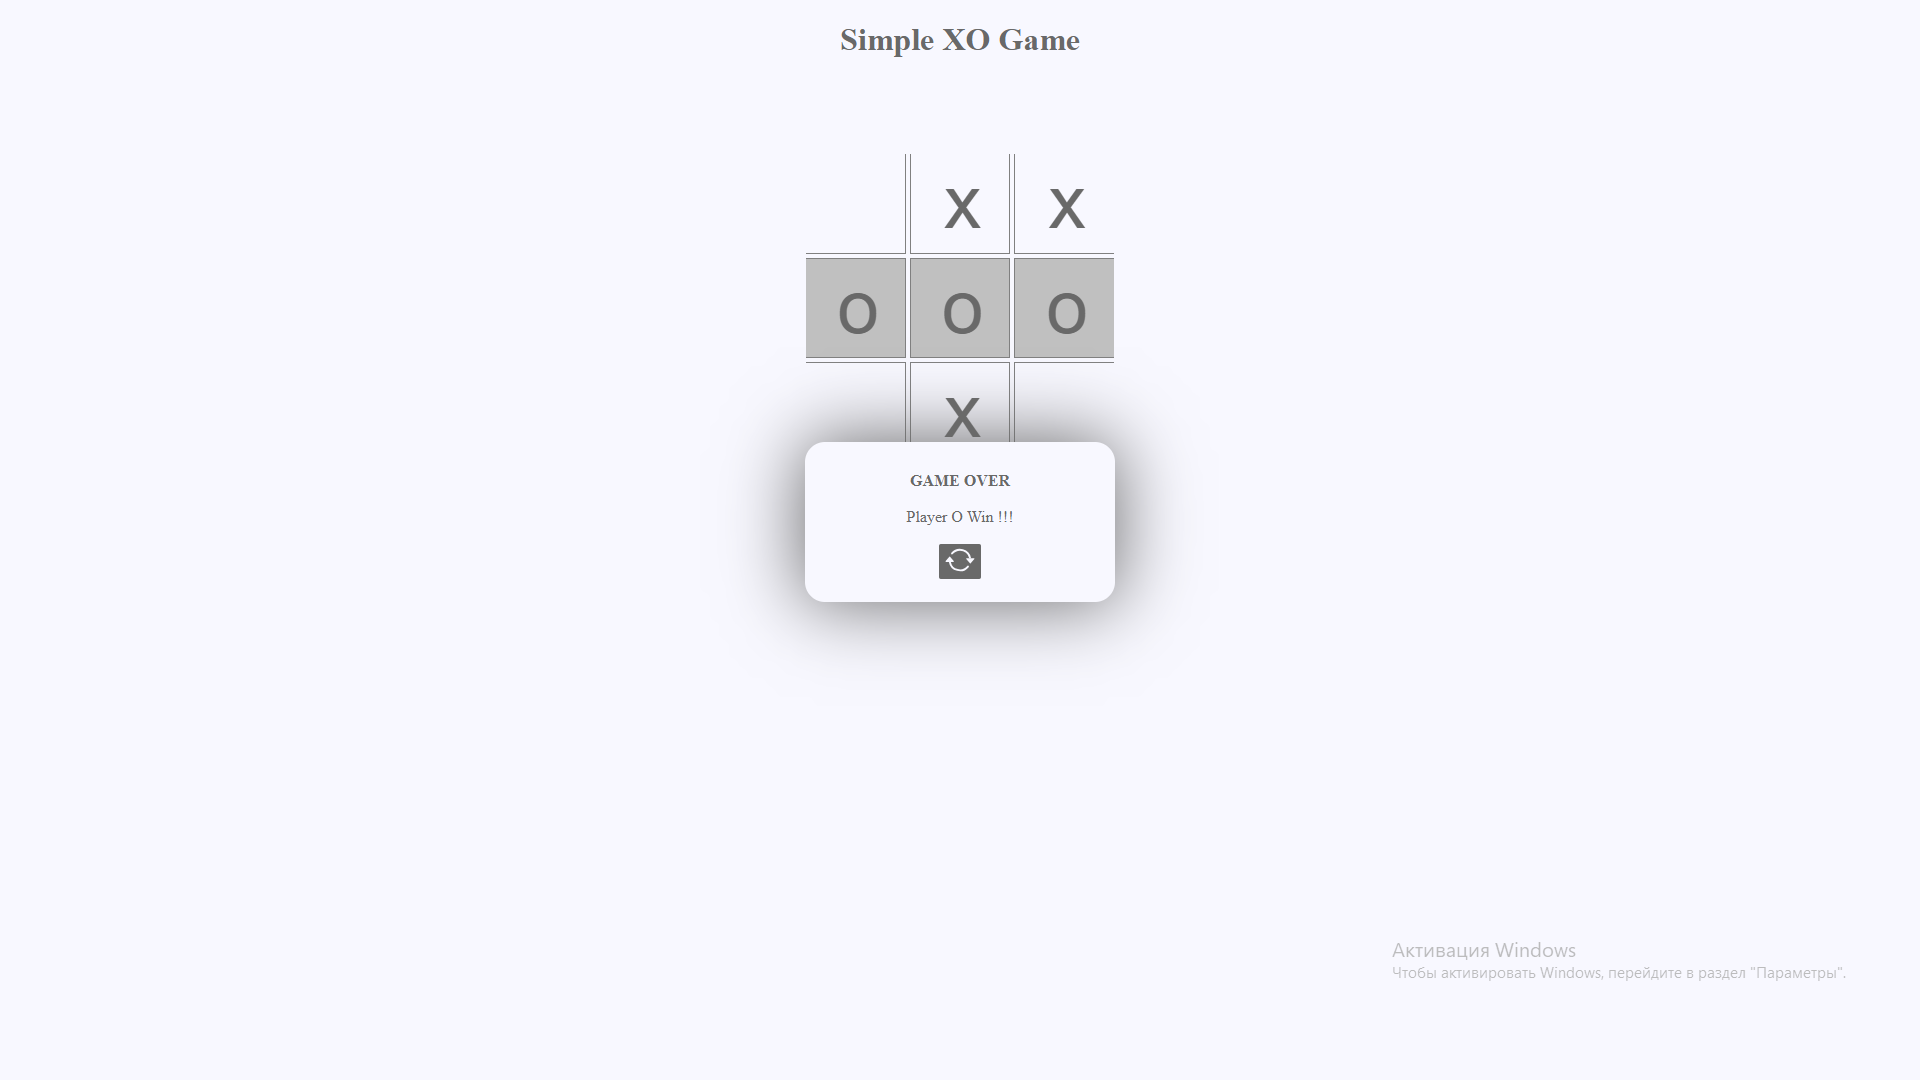 Simple XO Game
X X
O O O
X
GAME OVER
Player O Win !!!
Активация Windows
Чтобы активировать Windows, перейдите в раздел "Параметры".